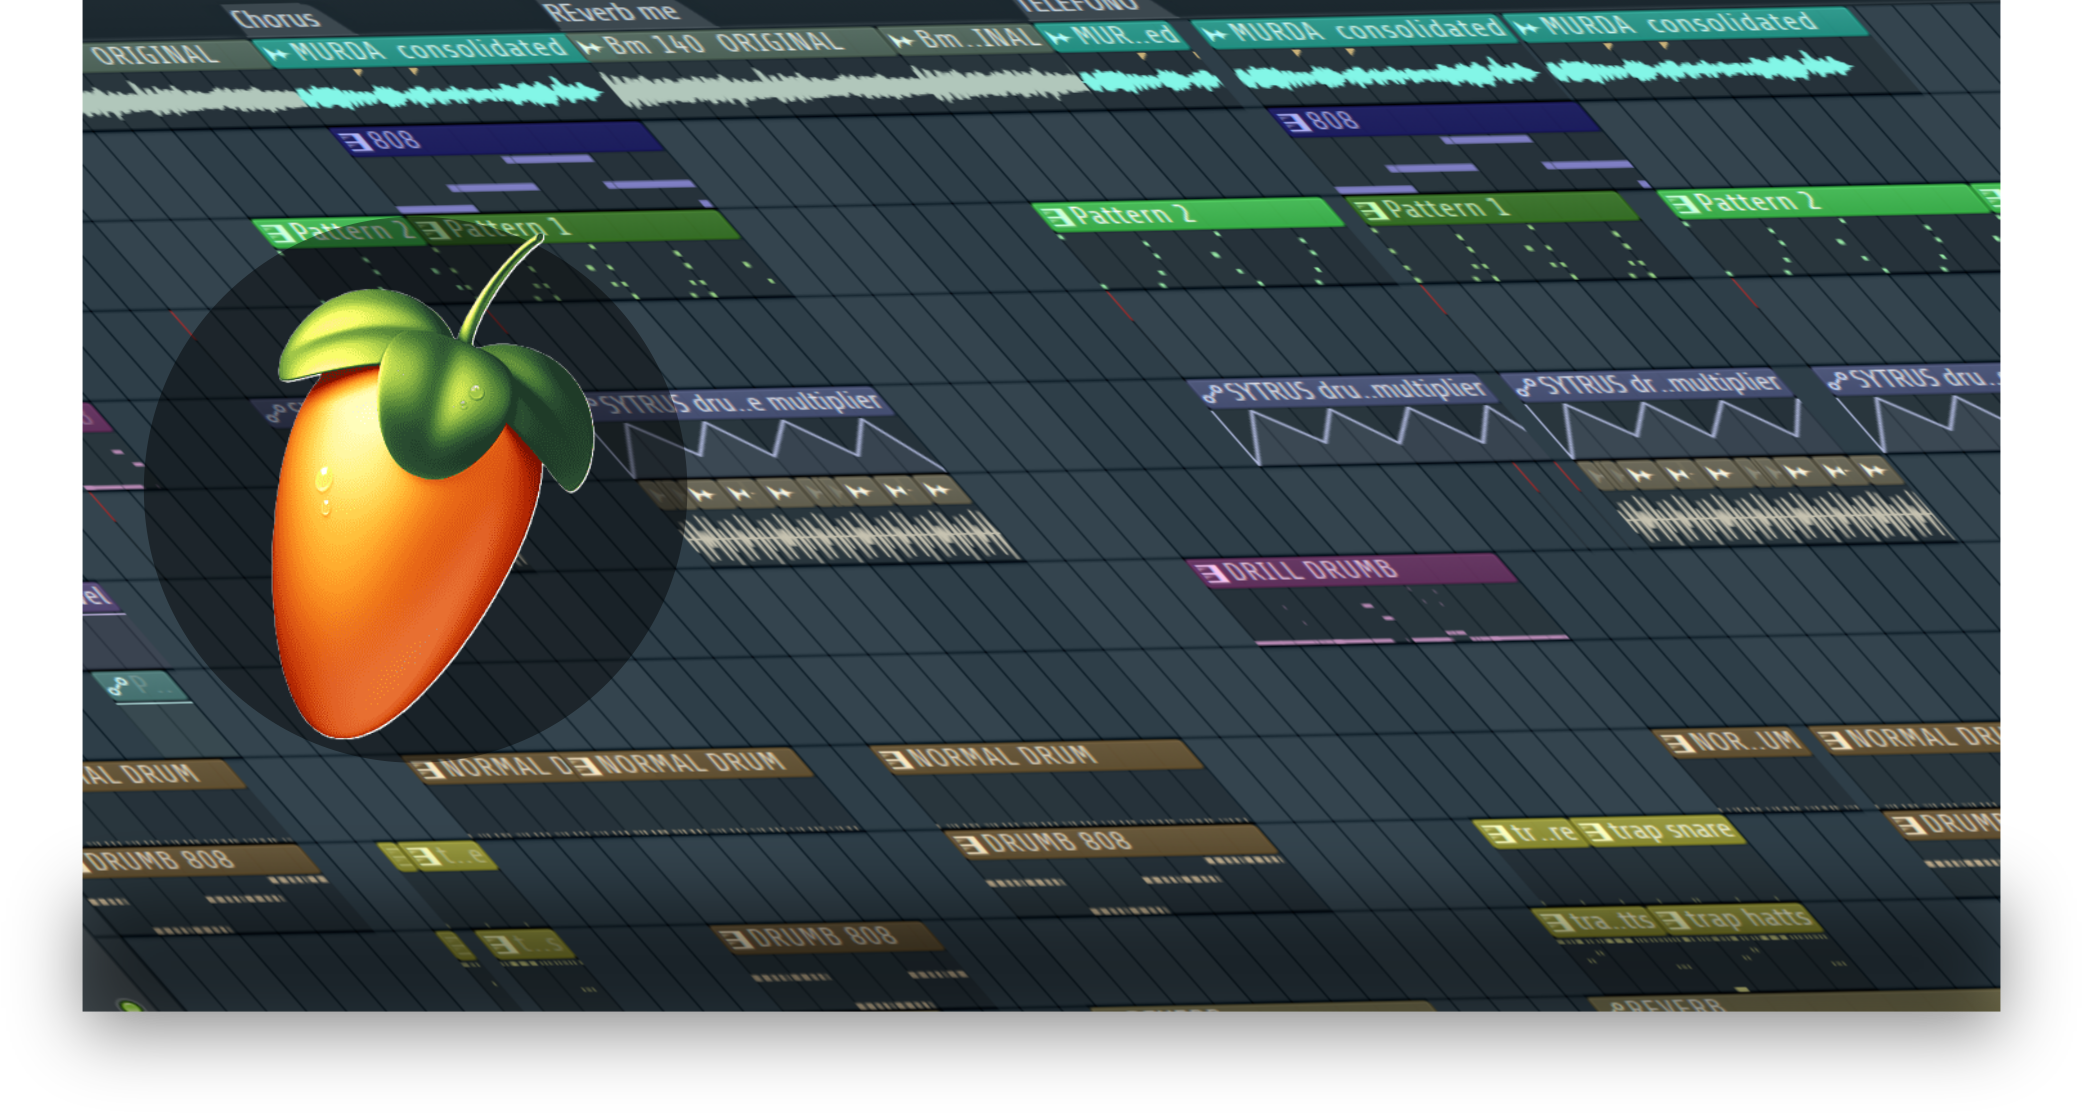 Chorus
REverb me
TELEFONO
ORIGINAL
MURDA consolidated
Bm 140 ORIGINAL
Bm..INAL
MUR..ed
MURDA consolidated
MURDA consolidated
808
808
Pattern 2
Pattern 1
Pattern 2
Pattern 1
Pattern 2
SYTRUS dru..e multiplier
SYTRUS dru..multiplier
SYTRUS dr..multiplier
SYTRUS dru..
DRILL DRUMB
el
P...
AL DRUM
NORMAL D
NORMAL DRUM
NORMAL DRUM
NOR..UM
NORMAL DRU
DRUMB 808
t..e
DRUMB 808
tr..re
trap snare
DRUMB
t..s
DRUMB 808
tra..tts
trap hatts
REVERB